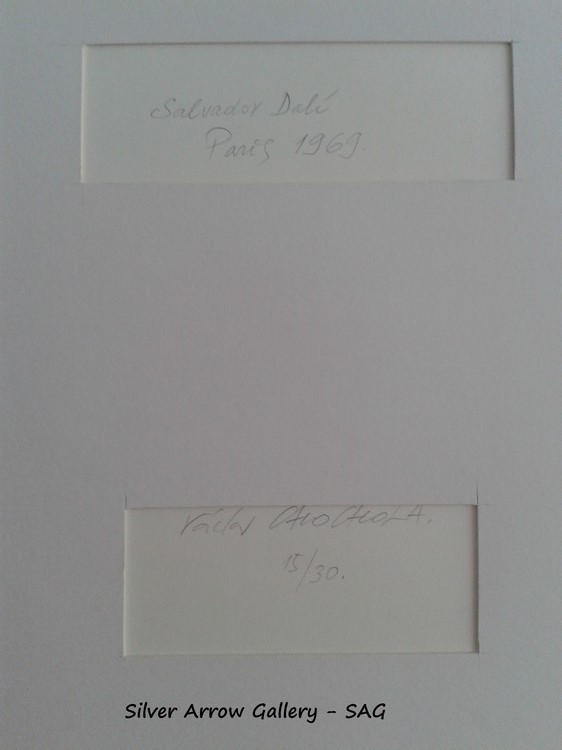 Salvador Dalí
Paris 1969.
Václav CHOCHOLA.
15/30.
Silver Arrow Gallery - SAG